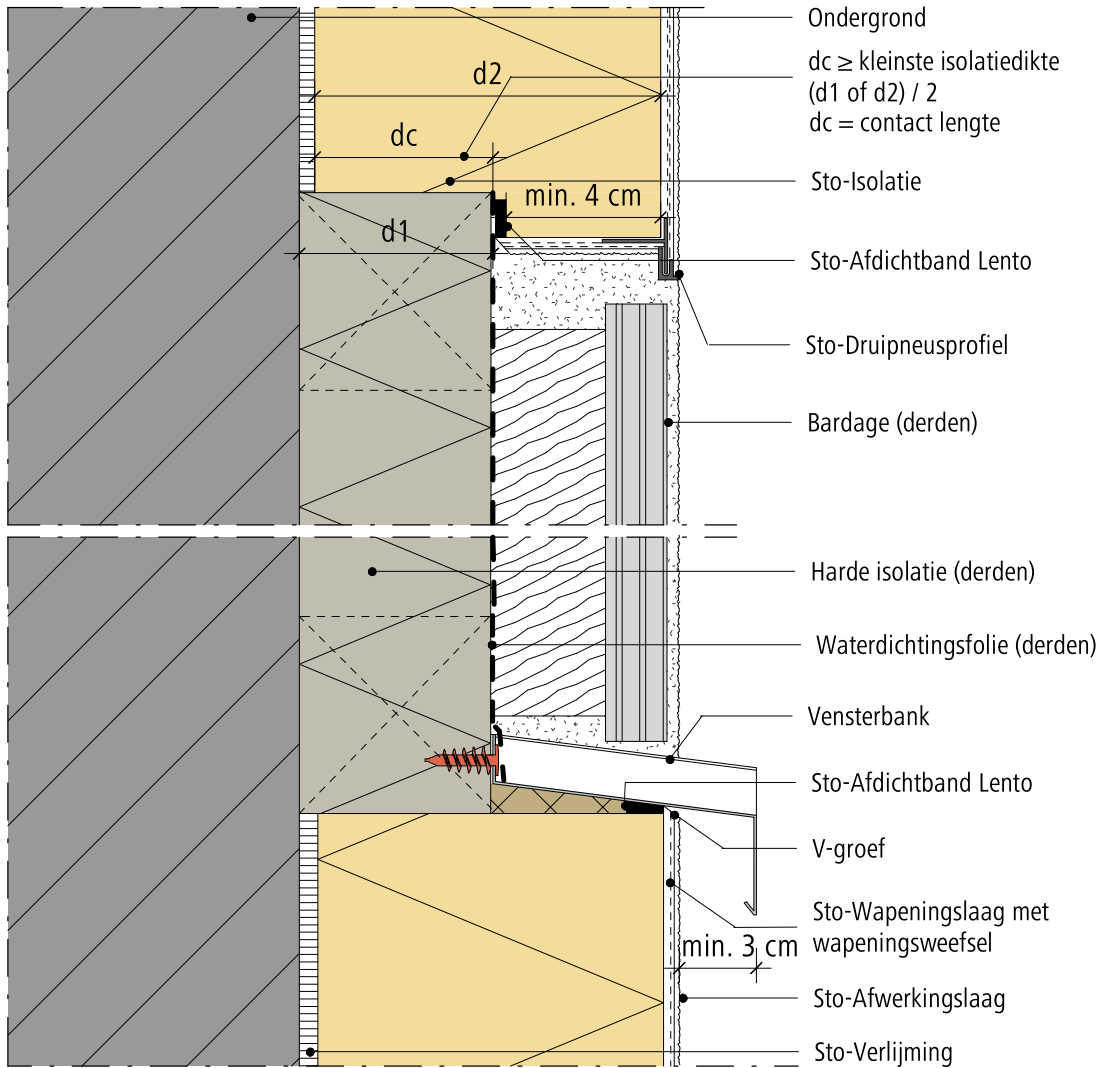 Ondergrond
dc ≥ kleinste isolatiedikte
(d1 of d2) / 2
dc = contact lengte
d2
dc
Sto-Isolatie
min. 4 cm
d1
Sto-Afdichtband Lento
Sto-Druipneusprofiel
Bardage (derden)
Harde isolatie (derden)
Waterdichtingsfolie (derden)
Vensterbank
Sto-Afdichtband Lento
V-groef
Sto-Wapeningslaag met
wapeningsweefsel
min. 3 cm
Sto-Afwerkingslaag
Sto-Verlijming